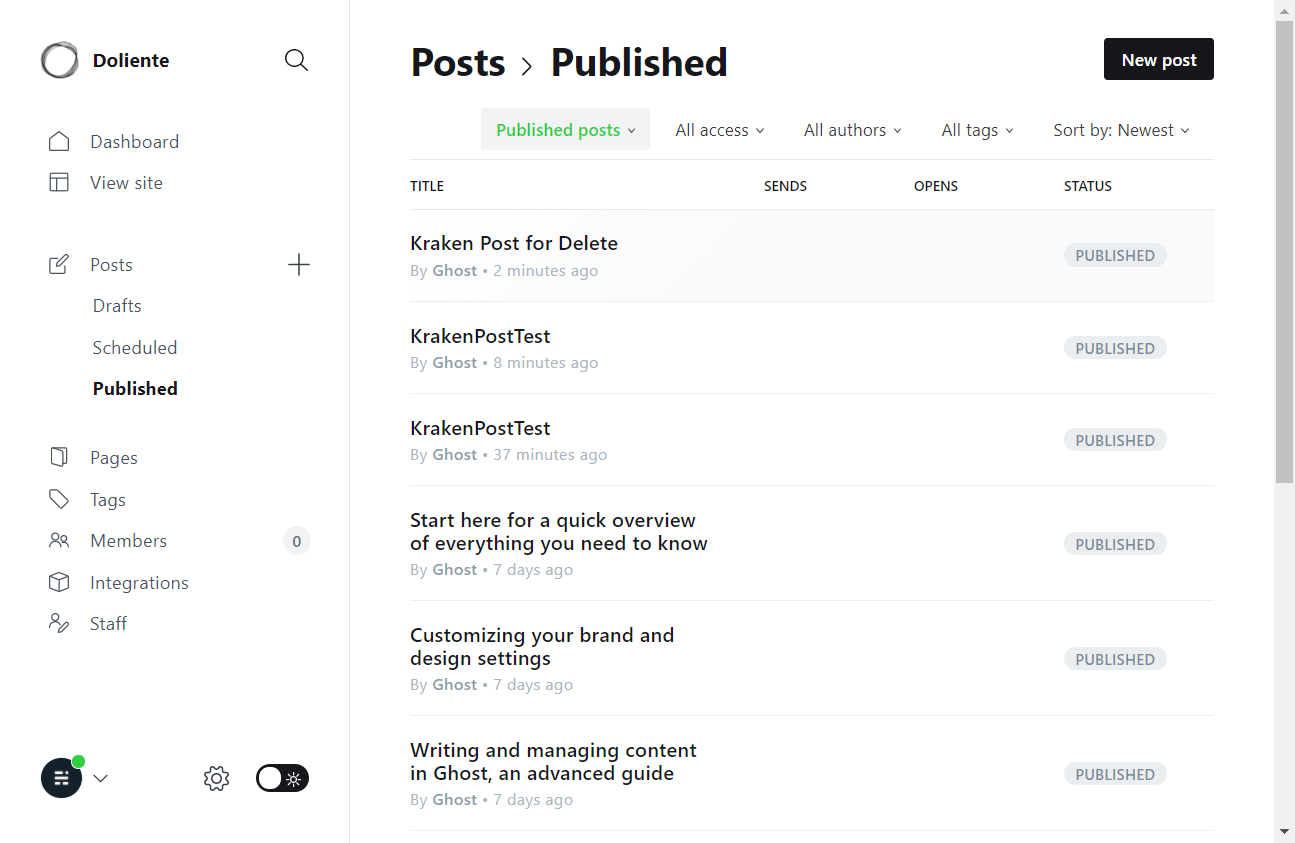 Doliente
Dashboard
View site
Posts
Drafts
Scheduled
Published
Pages
Tags
Members 0
Integrations
Staff
Posts > Published
New post
Published posts All access All authors All tags Sort by: Newest
TITLE SENDS OPENS STATUS
Kraken Post for Delete
By Ghost • 2 minutes ago
PUBLISHED
KrakenPostTest
By Ghost • 8 minutes ago
PUBLISHED
KrakenPostTest
By Ghost • 37 minutes ago
PUBLISHED
Start here for a quick overview
of everything you need to know
By Ghost • 7 days ago
PUBLISHED
Customizing your brand and
design settings
By Ghost • 7 days ago
PUBLISHED
Writing and managing content
in Ghost, an advanced guide
By Ghost • 7 days ago
PUBLISHED